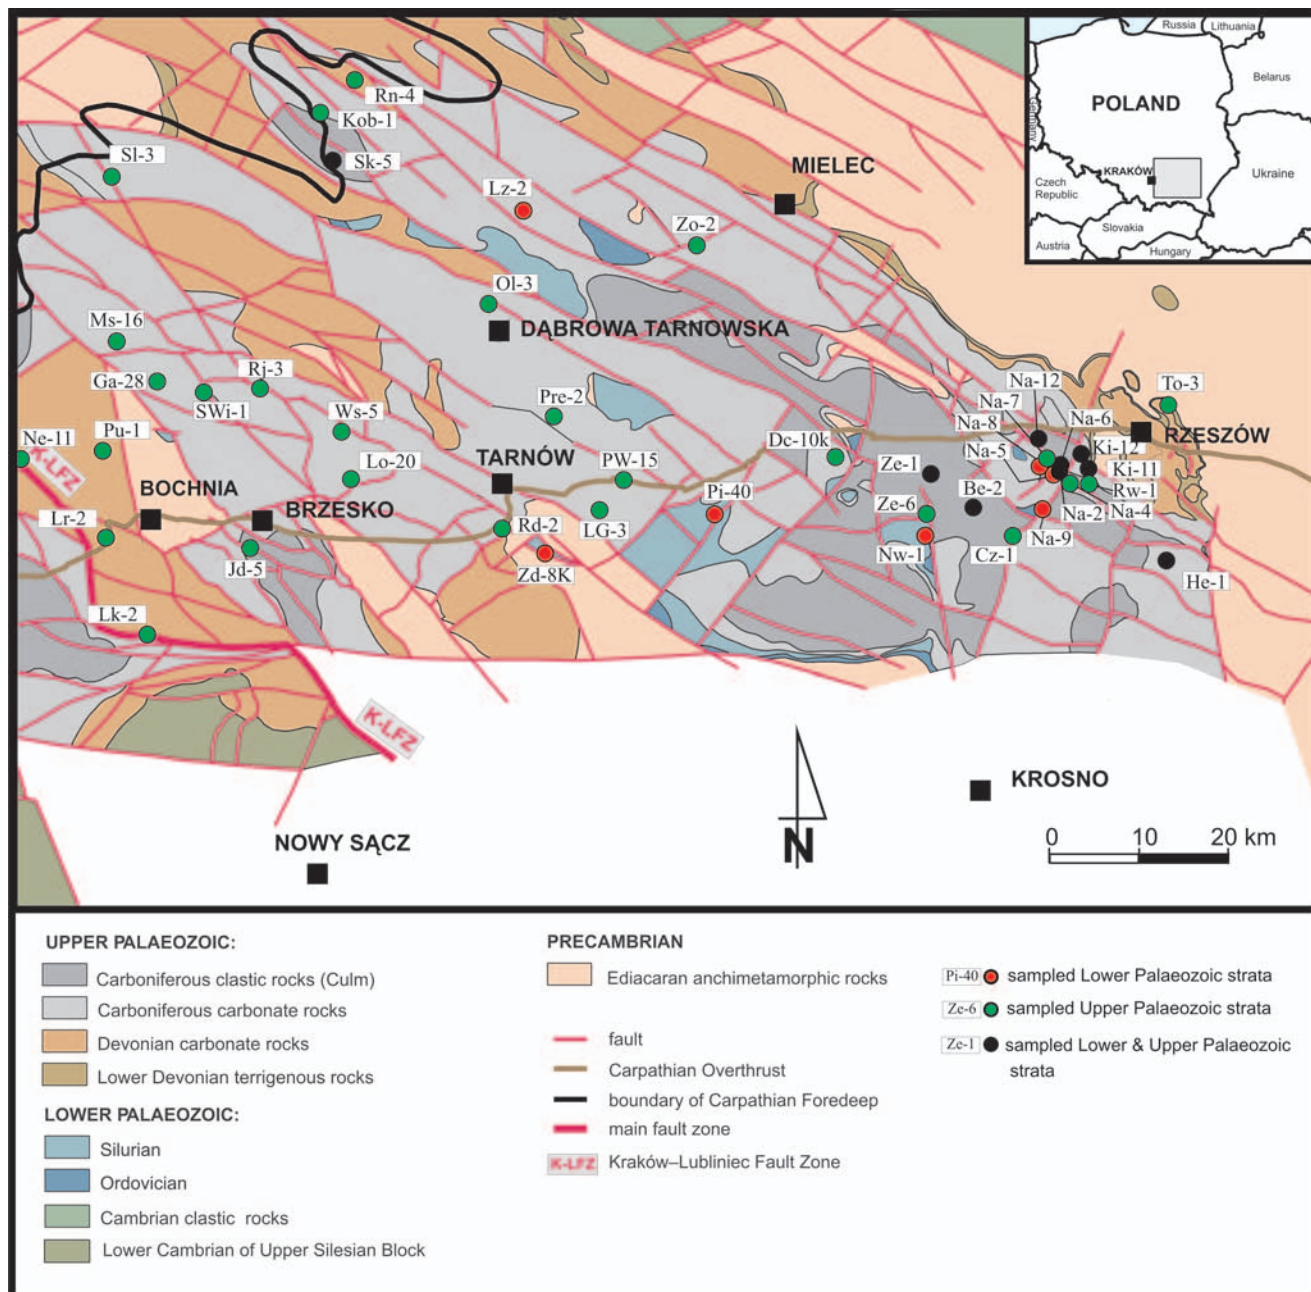 Russia
Lithuania
Belarus
POLAND
Germany
KRAKÓW
Ukraine
Czech
Republic
Slovakia
Austria
Hungary
Rn-4
Kob-1
Sl-3
Sk-5
MIELEC
Lz-2
Zo-2
Ol-3
Ms-16
DĄBROWA TARNOWSKA
Ga-28
Rj-3
SWi-1
Na-12
To-3
Na-7
Na-6
Pre-2
Na-8
Ws-5
Ne-11
Pu-1
Dc-10k
Na-5
Ki-12
RZESZÓW
K-LFZ
Lo-20
TARNÓW
PW-15
Ze-1
Ki-11
BOCHNIA
Pi-40
Be-2
Rw-1
BRZESKO
Ze-6
Na-2
Na-4
Lr-2
Rd-2
LG-3
Na-9
Jd-5
Zd-8K
Nw-1
Cz-1
He-1
Lk-2
K-LFZ
KROSNO
NOWY SĄCZ
N
0 10 20 km
UPPER PALAEOZOIC:
Carboniferous clastic rocks (Culm)
Carboniferous carbonate rocks
Devonian carbonate rocks
Lower Devonian terrigenous rocks
LOWER PALAEOZOIC:
Silurian
Ordovician
Cambrian clastic rocks
Lower Cambrian of Upper Silesian Block
PRECAMBRIAN
Ediacaran anchimetamorphic rocks
fault
Carpathian Overthrust
boundary of Carpathian Foredeep
main fault zone
K-LFZ Kraków–Lubliniec Fault Zone
Pi-40 sampled Lower Palaeozoic strata
Ze-6 sampled Upper Palaeozoic strata
Ze-1 sampled Lower & Upper Palaeozoic
strata